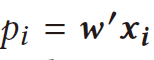 pᵢ = w′xᵢ